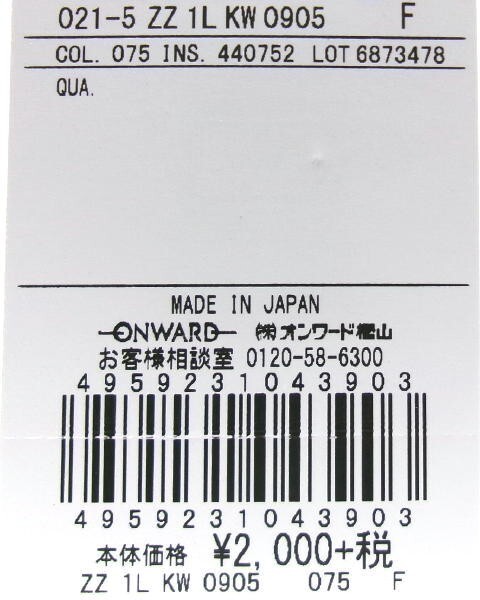 021-5 ZZ 1L KW 0905 F
COL. 075 INS. 440752 LOT 6873478
QUA.
MADE IN JAPAN
ONWARD ㈱オンワード樫山
お客様相談室 0120-58-6300
4959231043903
4959231043903
本体価格 ¥2,000+税
ZZ 1L KW 0905 075 F